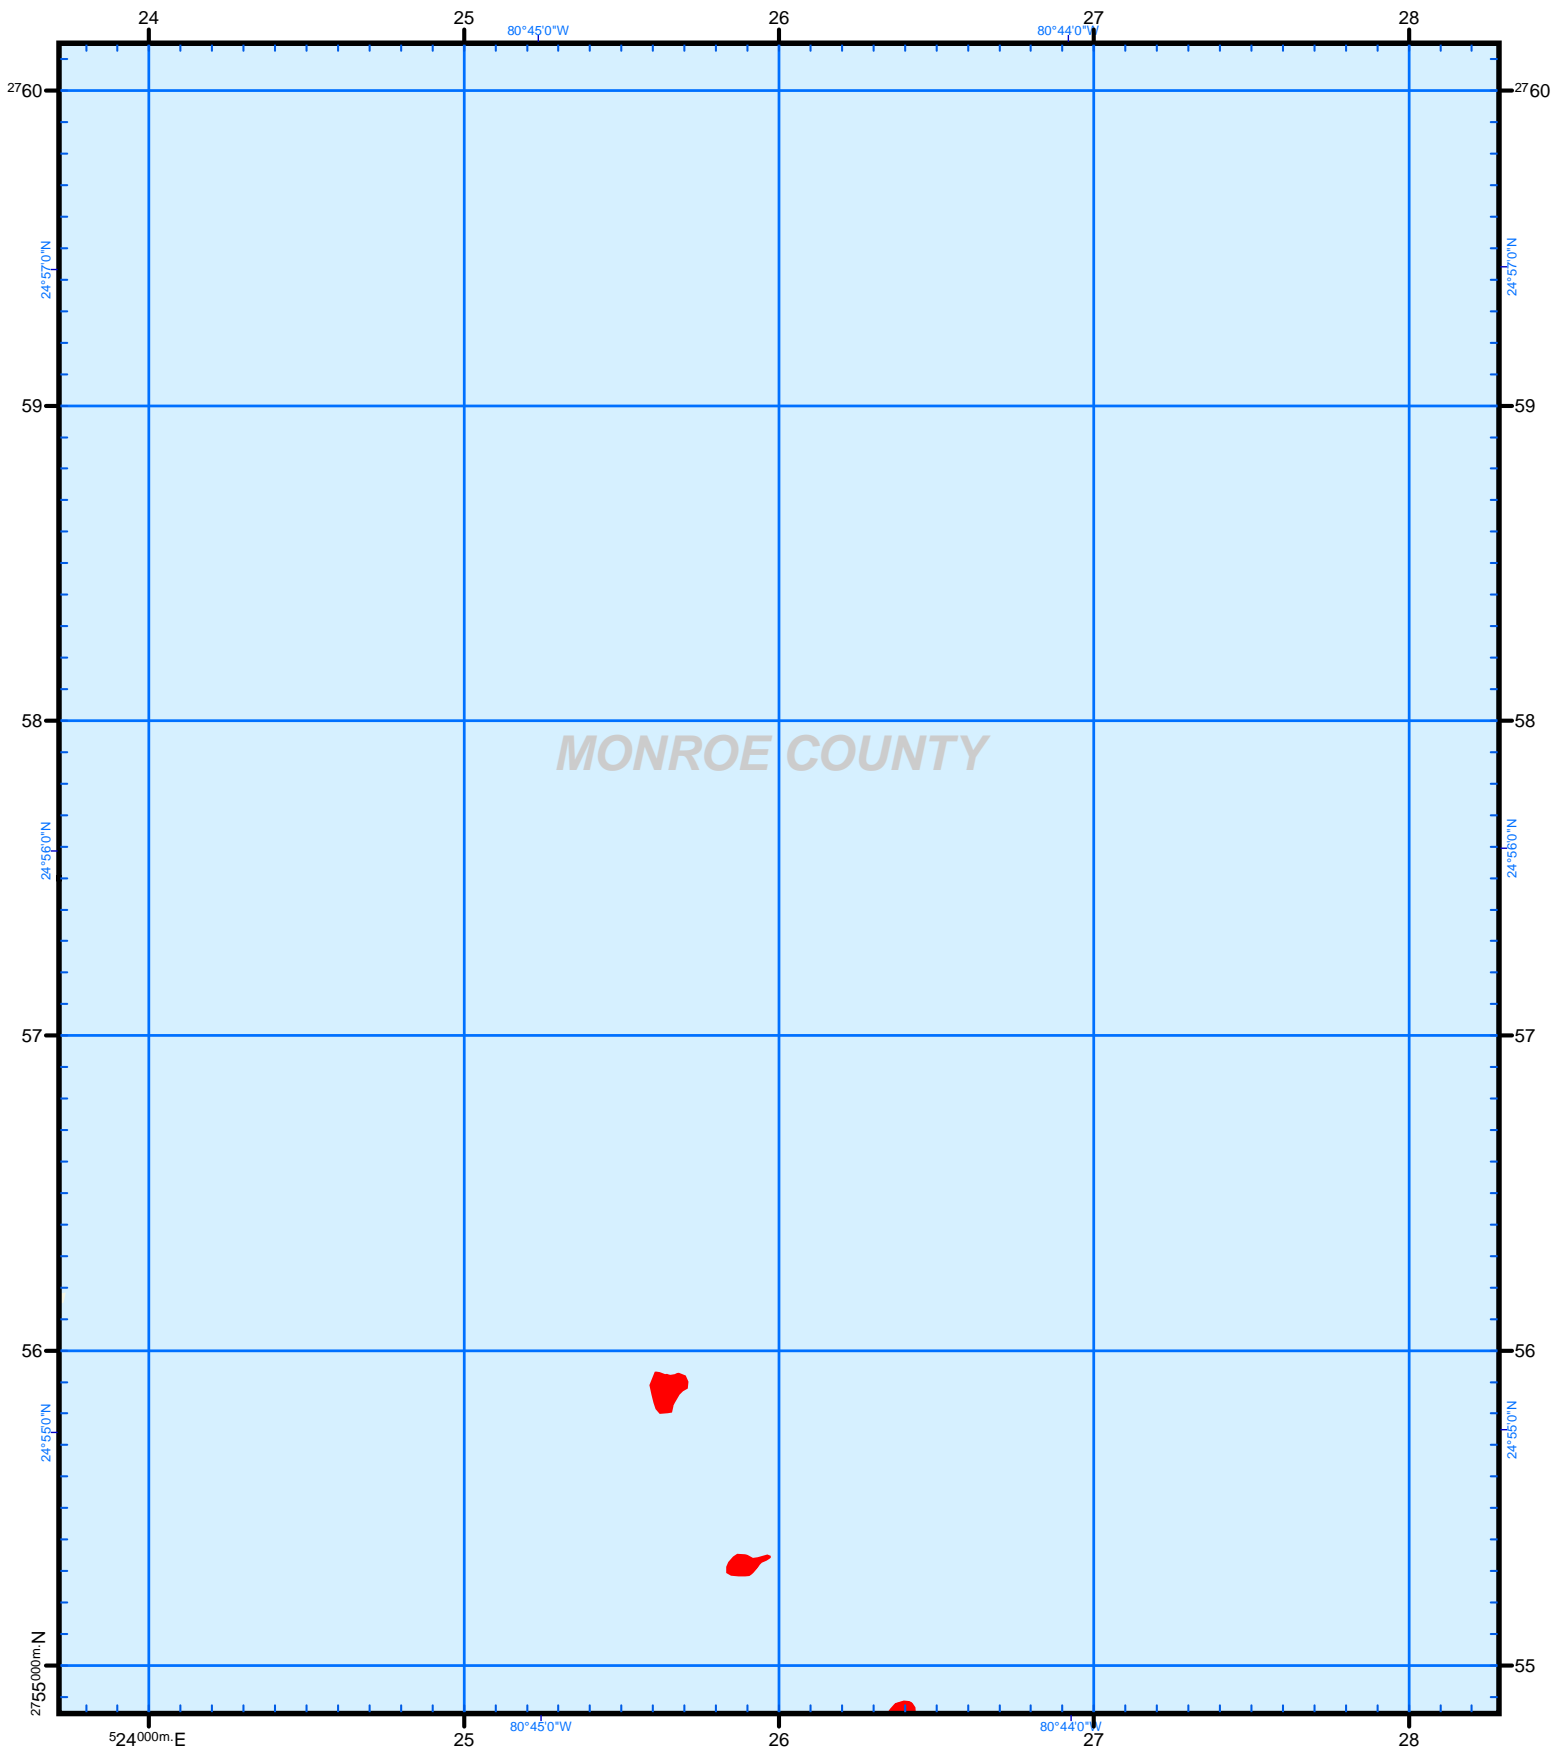 24 25 26 27 28
80°45'0"W 80°44'0"W
2760 2760
24°57'0"N 24°57'0"N
59 59
58 58
MONROE COUNTY
24°56'0"N 24°56'0"N
57 57
56 56
24°55'0"N 24°55'0"N
2755000m.N 55
80°45'0"W 80°44'0"W
524000m.E 25 26 27 28